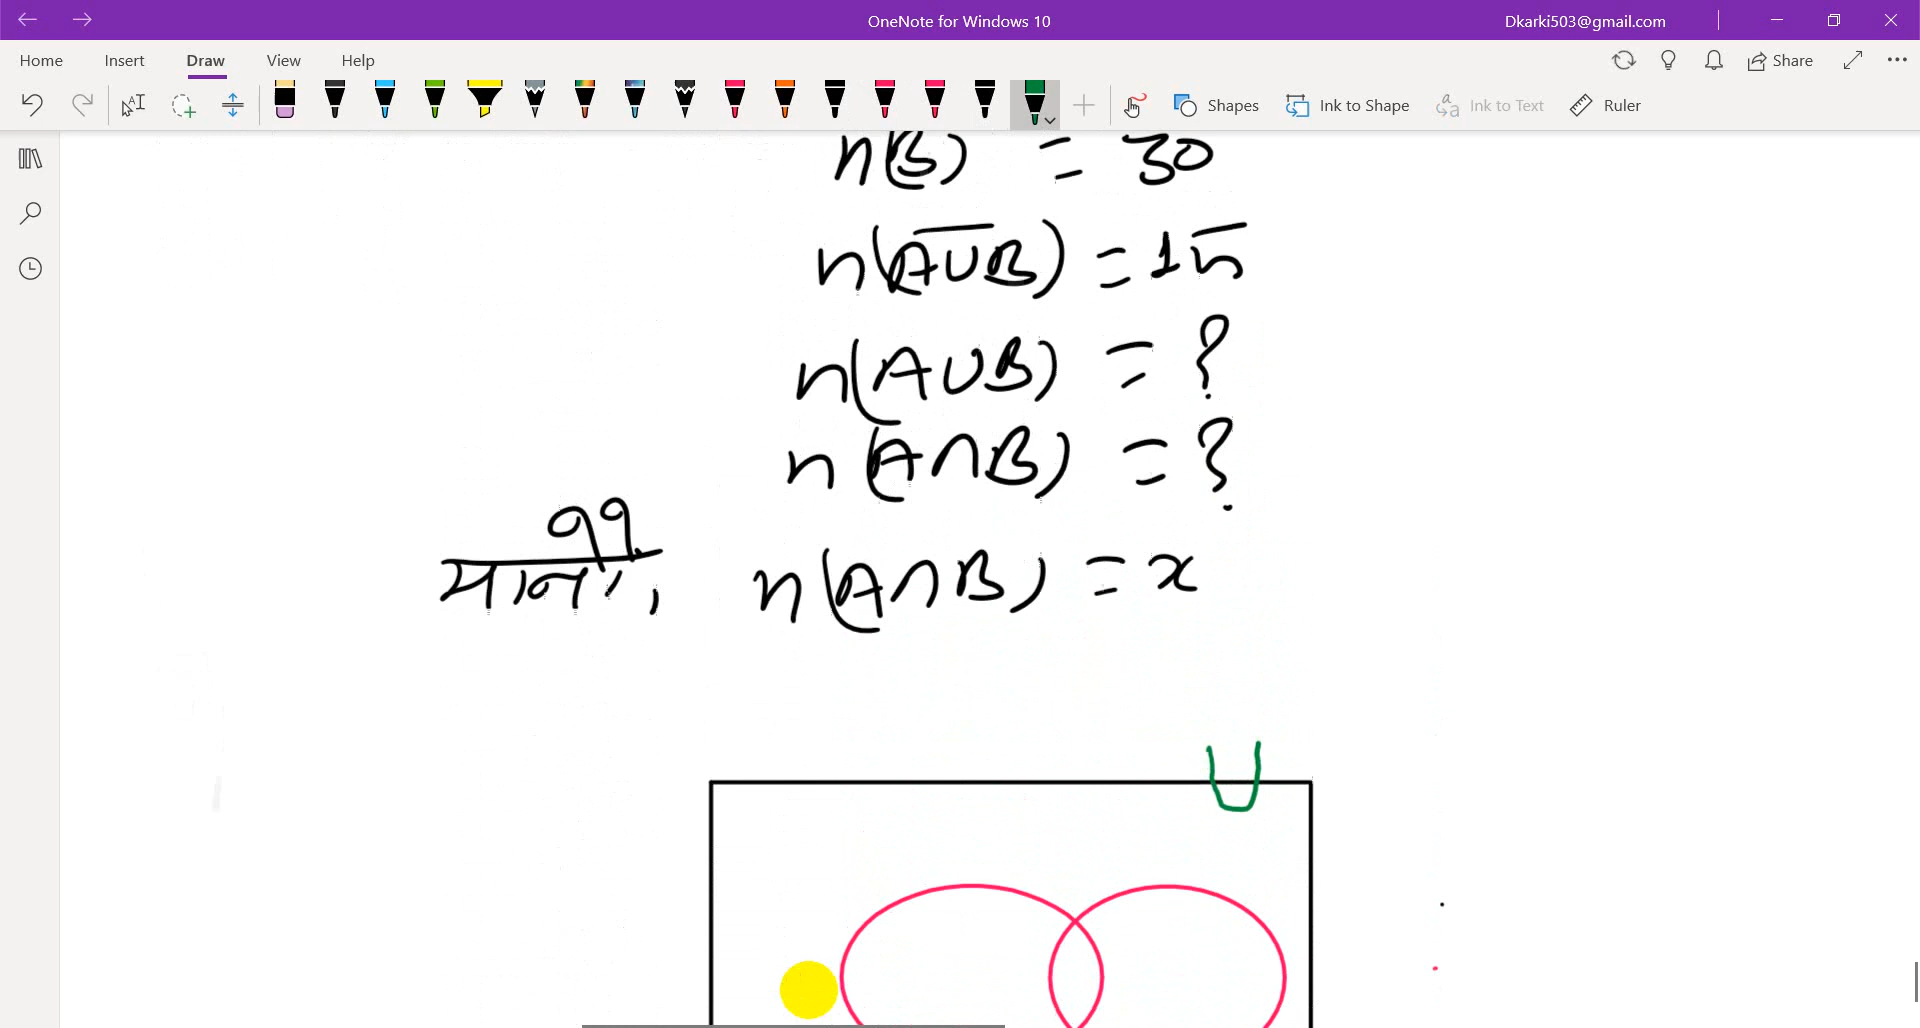 OneNote for Windows 10
Dkarki503@gmail.com
Home Insert Draw View Help
Share
Shapes Ink to Shape Ink to Text Ruler
n(B) = 30
n(A∪B)̅ = 15
n(A∪B) = ?
n(A∩B) = ?
n(A∩B) = x
U